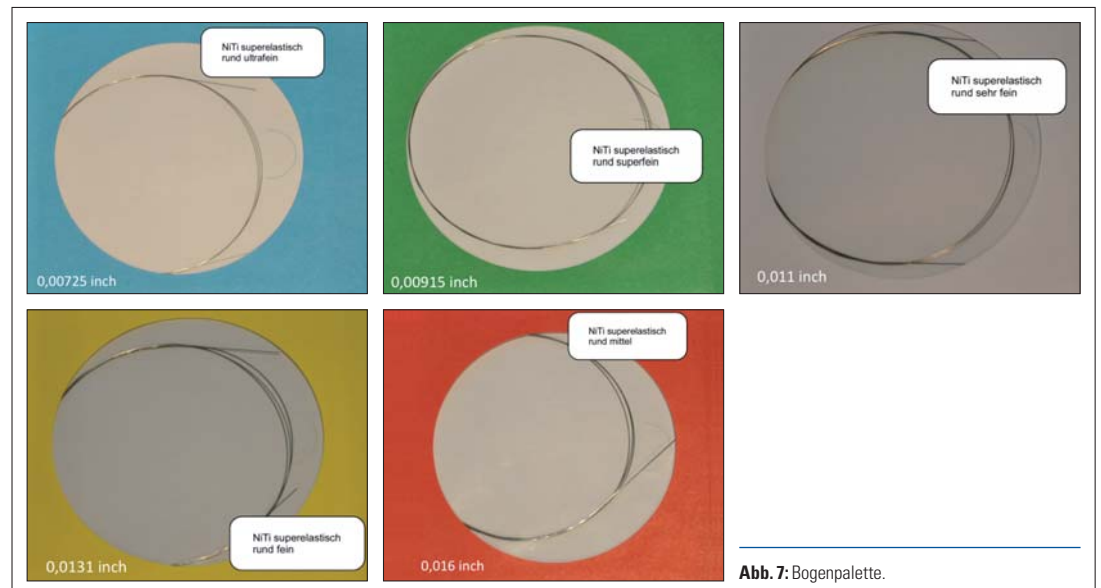 NiTi superelastisch
rund ultrafein
0,00725 inch
NiTi superelastisch
rund superfein
0,00915 inch
NiTi superelastisch
rund sehr fein
0,011 inch
NiTi superelastisch
rund fein
0,0131 inch
NiTi superelastisch
rund mittel
0,016 inch
Abb. 7: Bogenpalette.